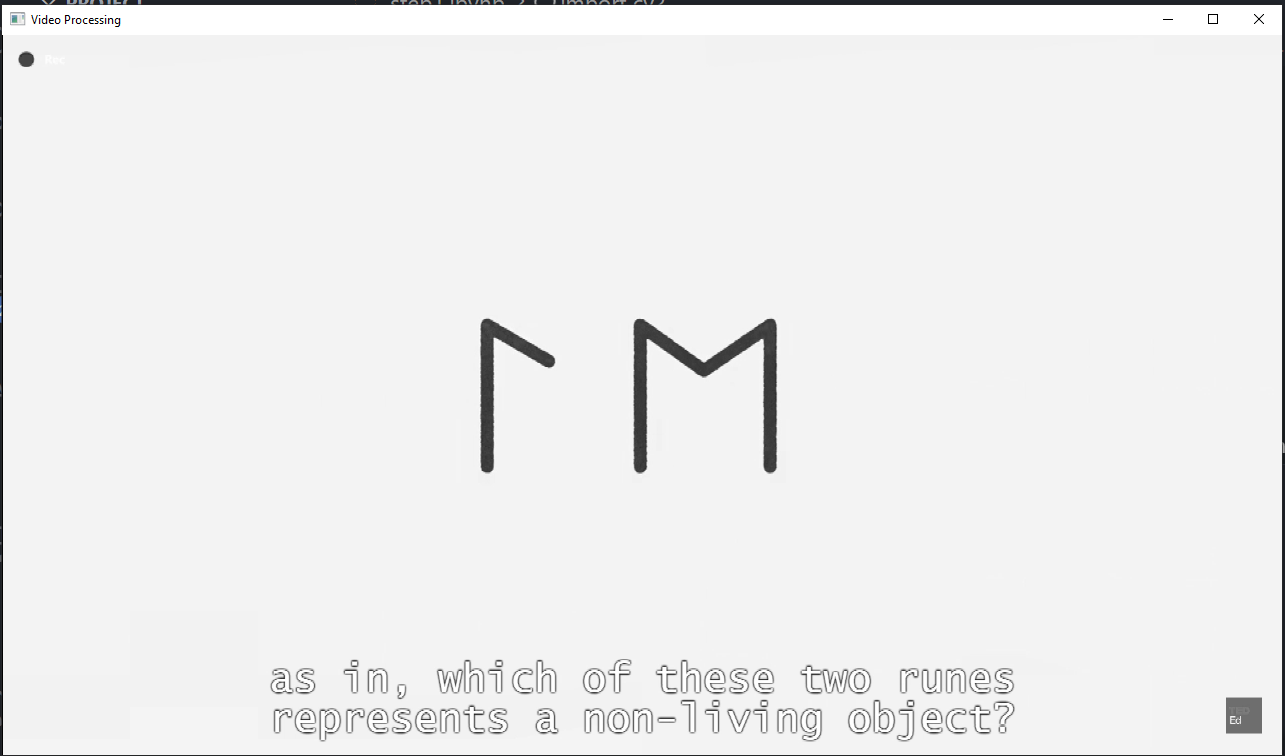 Video Processing
Rec
ᛚ ᛖ
as in, which of these two runes
represents a non-living object?
TED
Ed